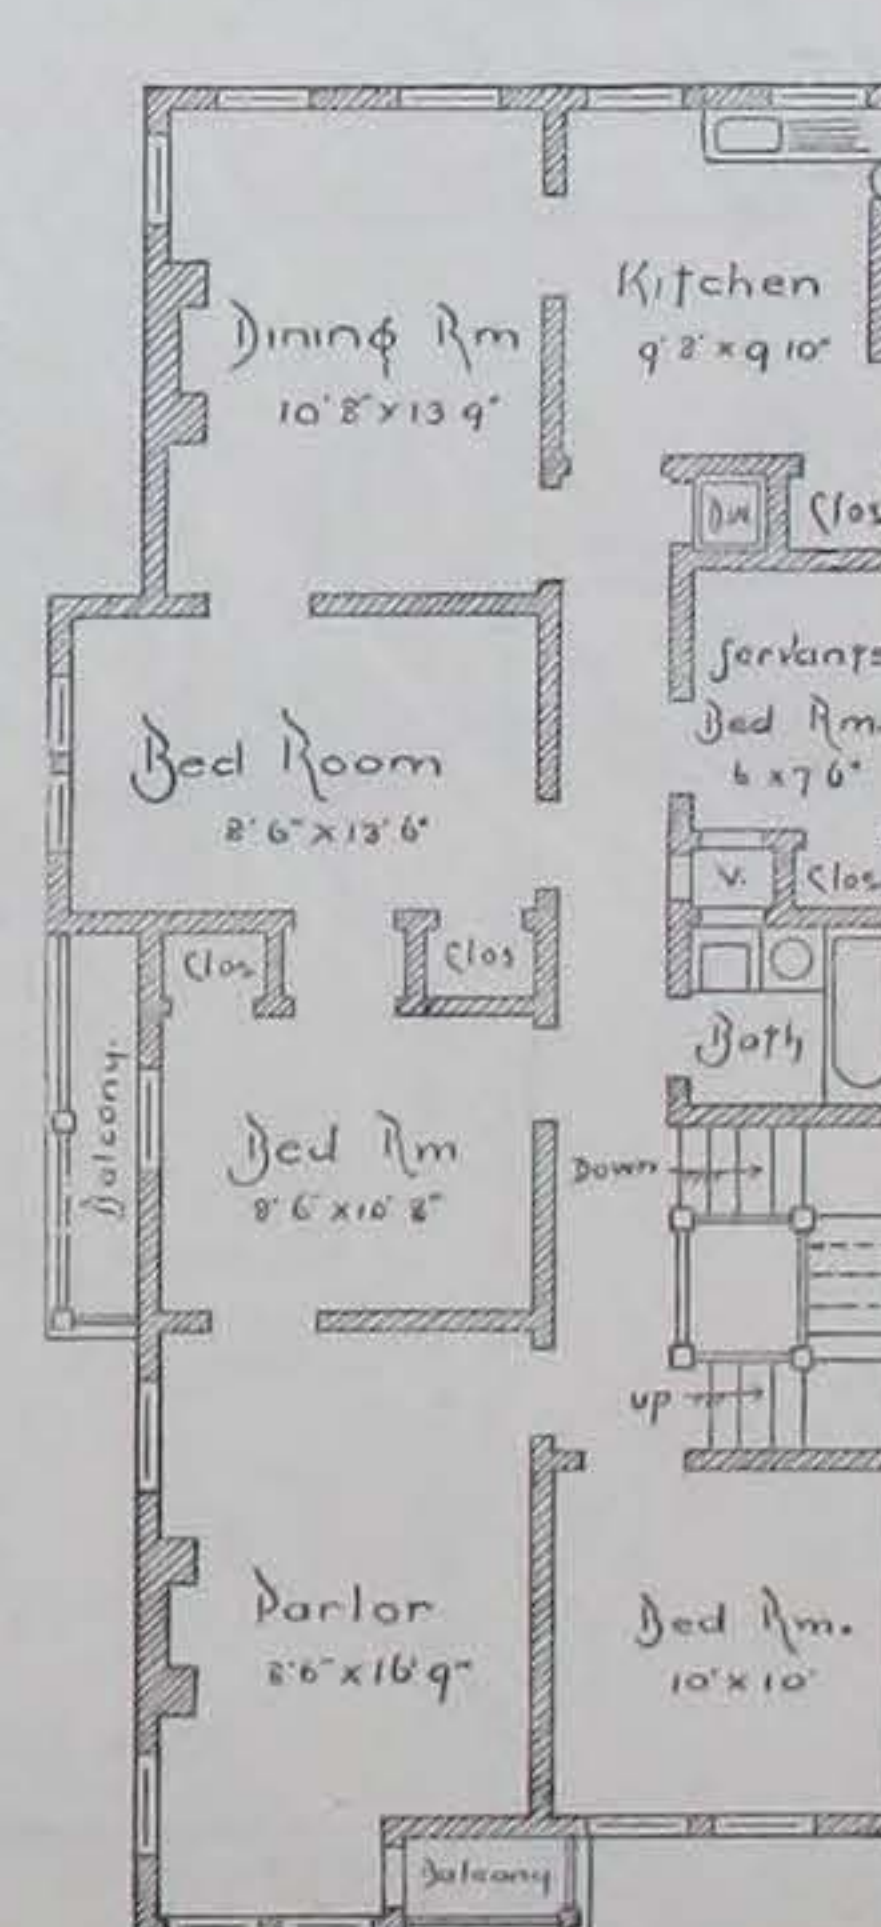 Dining Rm
10' 8" x 13 9"
Kitchen
9' 8" x 9 10"
D.W.
Clos
Servants
Bed Rm.
6 x 7 6"
Bed Room
8' 6" x 13' 6"
V.
Clos
Clos
Clos
Bath
Balcony.
Bed Rm
8' 6" x 10' 8"
Down
up
Parlor
8' 6" x 16' 9"
Bed Rm.
10' x 10'
Balcony